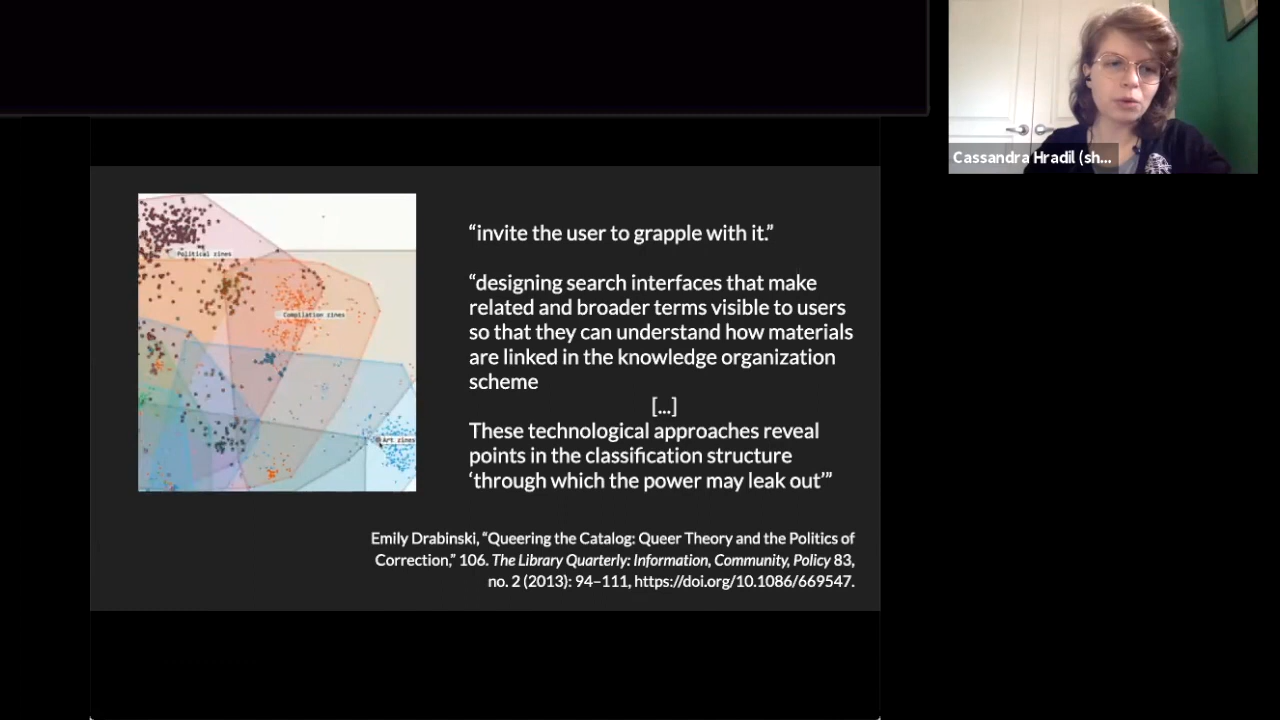 Cassandra Hradil (sh...
Political zines
Compilation zines
Art zines
“invite the user to grapple with it.”
“designing search interfaces that make
related and broader terms visible to users
so that they can understand how materials
are linked in the knowledge organization
scheme
[...]
These technological approaches reveal
points in the classification structure
‘through which the power may leak out’”
Emily Drabinski, “Queering the Catalog: Queer Theory and the Politics of
Correction,” 106. The Library Quarterly: Information, Community, Policy 83,
no. 2 (2013): 94–111, https://doi.org/10.1086/669547.